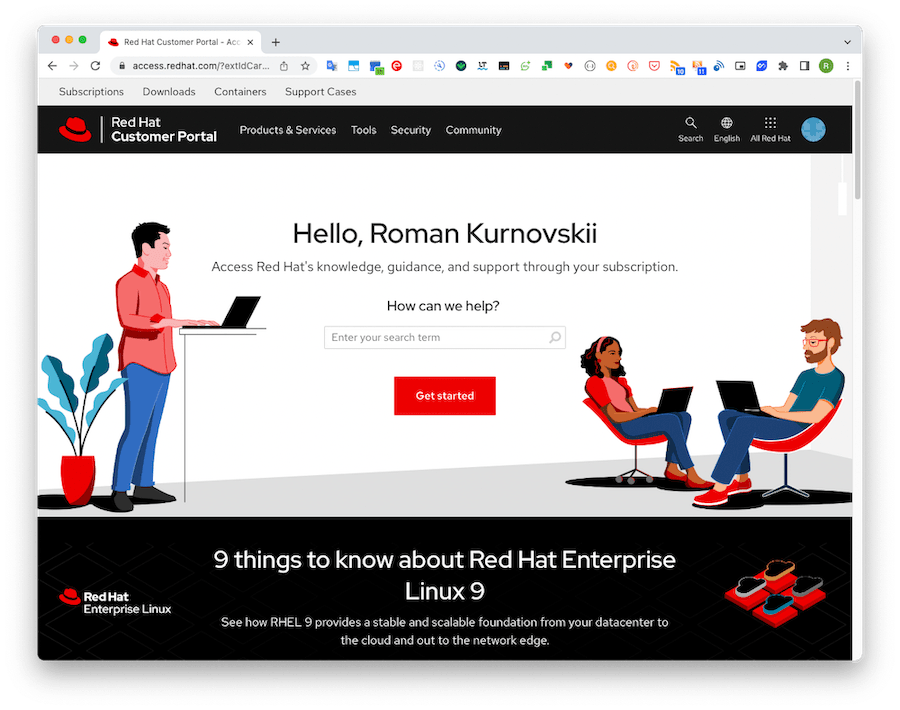 Red Hat Customer Portal - Acc
access.redhat.com/?extIdCar...
10
11
R
Subscriptions Downloads Containers Support Cases
Red Hat
Customer Portal
Products & Services Tools Security Community
Search English All Red Hat
Hello, Roman Kurnovskii
Access Red Hat's knowledge, guidance, and support through your subscription.
How can we help?
Enter your search term
Get started
9 things to know about Red Hat Enterprise
Linux 9
Red Hat
Enterprise Linux
See how RHEL 9 provides a stable and scalable foundation from your datacenter to
the cloud and out to the network edge.